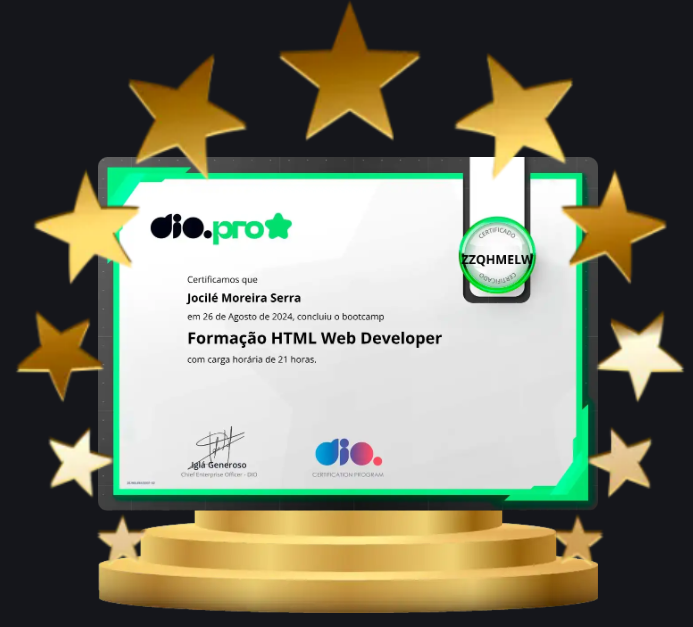 dio.pro
CERTIFICADO
ZZQHMELW
CERTIFICADO
Certificamos que
Jocilé Moreira Serra
em 26 de Agosto de 2024, concluiu o bootcamp
Formação HTML Web Developer
com carga horária de 21 horas.
Iglá Generoso
Chief Enterprise Officer - DIO
dio.
CERTIFICATION PROGRAM